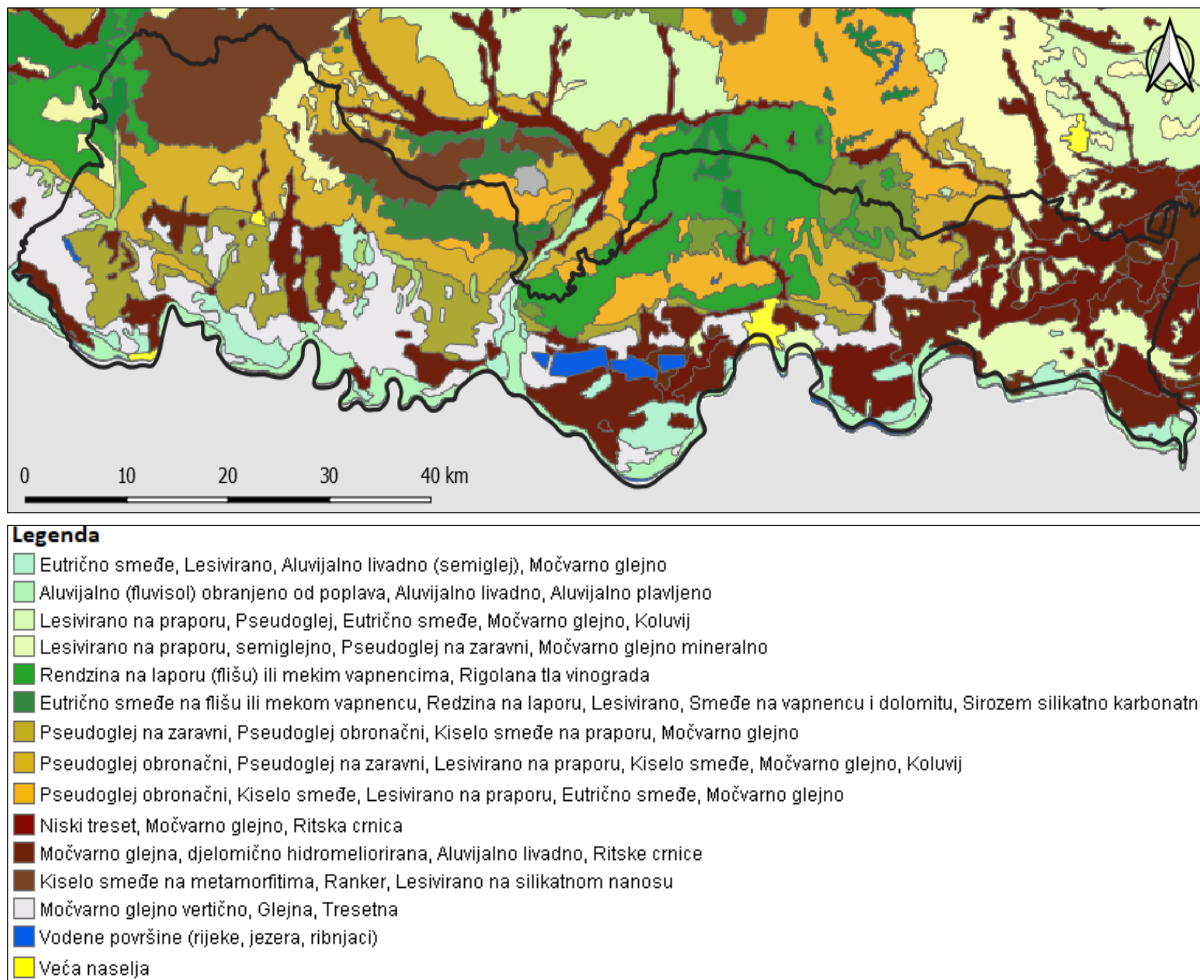 0 10 20 30 40 km
Legenda
Eutrično smeđe, Lesivirano, Aluvijalno livadno (semiglej), Močvarno glejno
Aluvijalno (fluvisol) obranjeno od poplava, Aluvijalno livadno, Aluvijalno plavljeno
Lesivirano na praporu, Pseudoglej, Eutrično smeđe, Močvarno glejno, Koluvij
Lesivirano na praporu, semiglejno, Pseudoglej na zaravni, Močvarno glejno mineralno
Rendzina na laporu (flišu) ili mekim vapnencima, Rigolana tla vinograda
Eutrično smeđe na flišu ili mekom vapnencu, Redzina na laporu, Lesivirano, Smeđe na vapnencu i dolomitu, Sirozem silikatno karbonatni
Pseudoglej na zaravni, Pseudoglej obronačni, Kiselo smeđe na praporu, Močvarno glejno
Pseudoglej obronačni, Pseudoglej na zaravni, Lesivirano na praporu, Kiselo smeđe, Močvarno glejno, Koluvij
Pseudoglej obronačni, Kiselo smeđe, Lesivirano na praporu, Eutrično smeđe, Močvarno glejno
Niski treset, Močvarno glejno, Ritska crnica
Močvarno glejna, djelomično hidromeliorirana, Aluvijalno livadno, Ritske crnice
Kiselo smeđe na metamorfitima, Ranker, Lesivirano na silikatnom nanosu
Močvarno glejno vertično, Glejna, Tresetna
Vodene površine (rijeke, jezera, ribnjaci)
Veća naselja